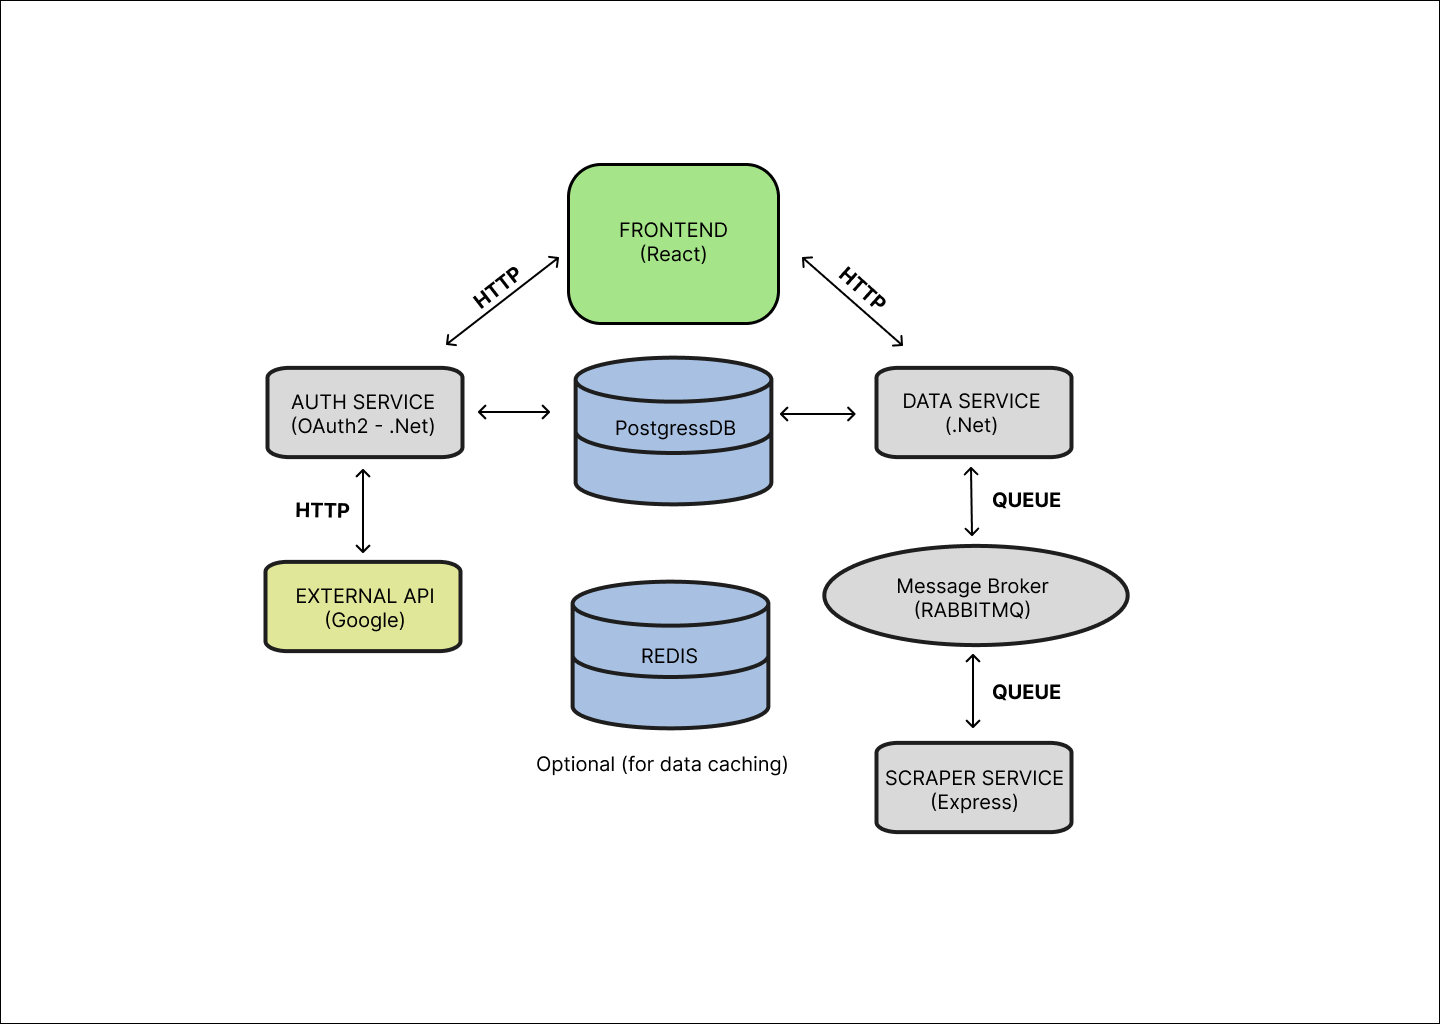 FRONTEND
(React)
HTTP
HTTP
AUTH SERVICE
(OAuth2 - .Net)
PostgressDB
DATA SERVICE
(.Net)
HTTP
QUEUE
EXTERNAL API
(Google)
Message Broker
(RABBITMQ)
REDIS
QUEUE
Optional (for data caching)
SCRAPER SERVICE
(Express)